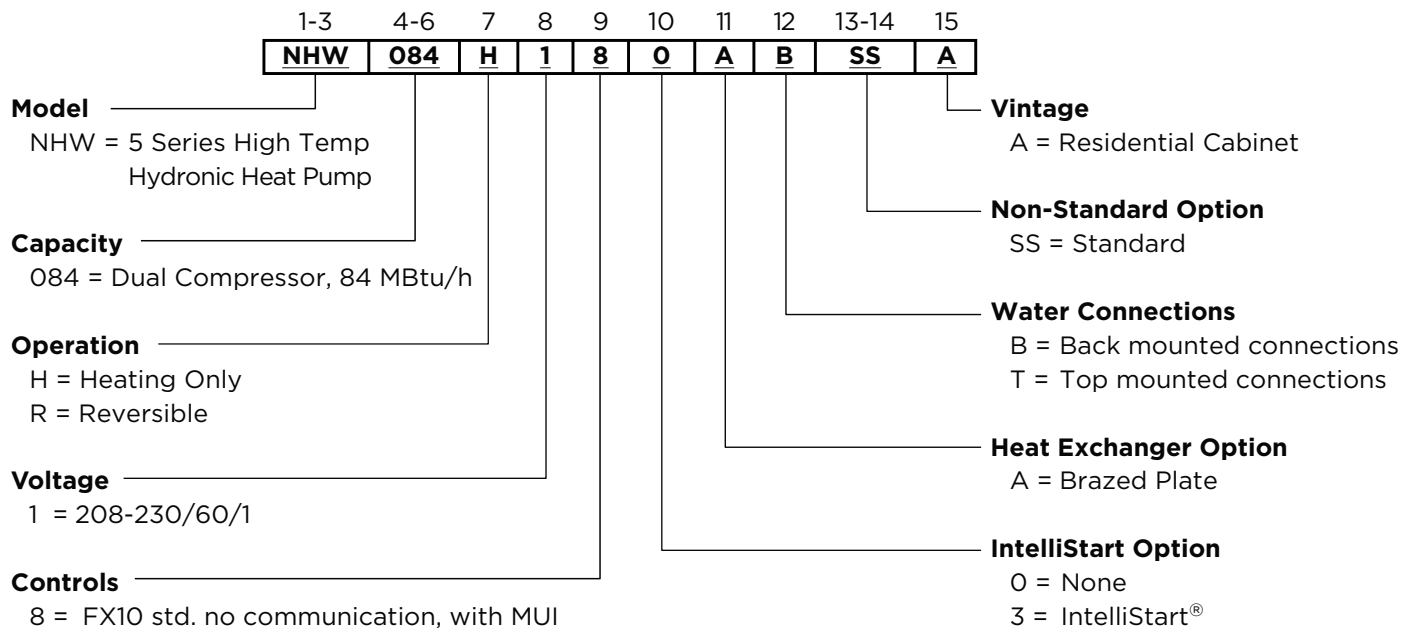 1-3 4-6 7 8 9 10 11 12 13-14 15
NHW 084 H 1 8 0 A B SS A
Model
NHW = 5 Series High Temp
Hydronic Heat Pump
Capacity
084 = Dual Compressor, 84 MBtu/h
Operation
H = Heating Only
R = Reversible
Voltage
1 = 208-230/60/1
Controls
8 = FX10 std. no communication, with MUI
Vintage
A = Residential Cabinet
Non-Standard Option
SS = Standard
Water Connections
B = Back mounted connections
T = Top mounted connections
Heat Exchanger Option
A = Brazed Plate
IntelliStart Option
0 = None
3 = IntelliStart®